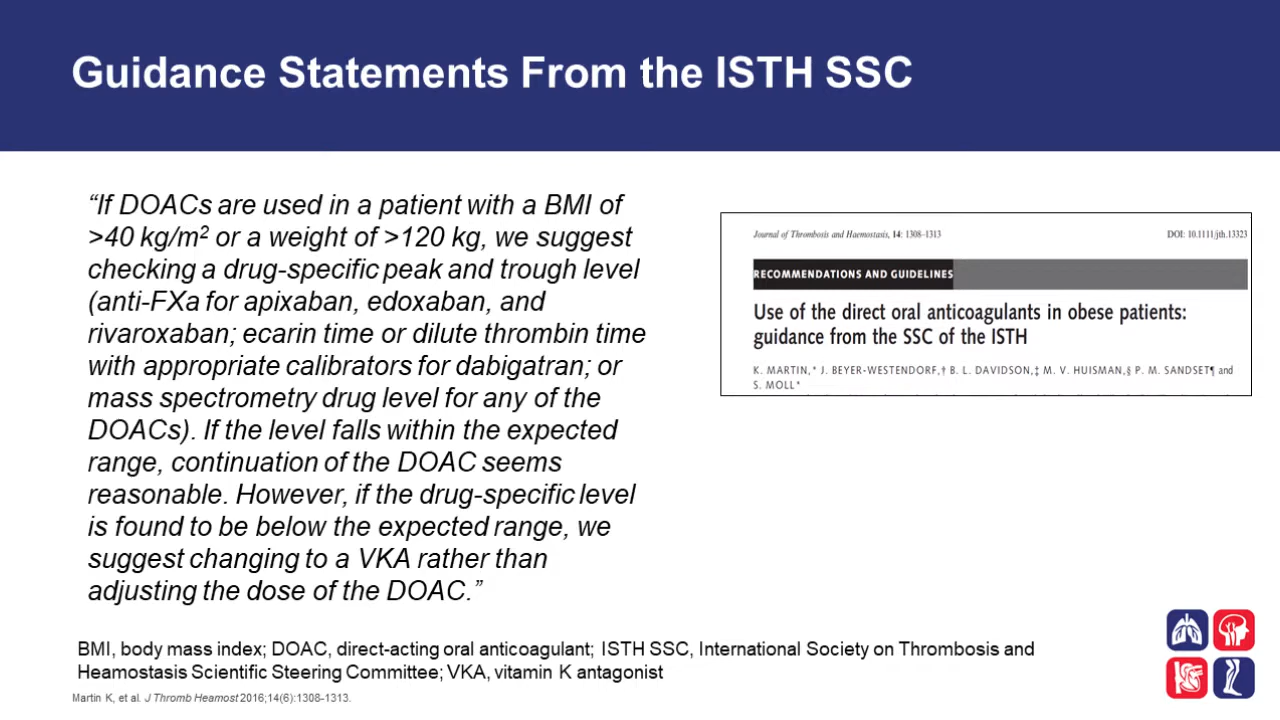 Guidance Statements From the ISTH SSC
“If DOACs are used in a patient with a BMI of
>40 kg/m² or a weight of >120 kg, we suggest
checking a drug-specific peak and trough level
(anti-FXa for apixaban, edoxaban, and
rivaroxaban; ecarin time or dilute thrombin time
with appropriate calibrators for dabigatran; or
mass spectrometry drug level for any of the
DOACs). If the level falls within the expected
range, continuation of the DOAC seems
reasonable. However, if the drug-specific level
is found to be below the expected range, we
suggest changing to a VKA rather than
adjusting the dose of the DOAC.”
Journal of Thrombosis and Haemostasis, 14: 1308–1313
DOI: 10.1111/jth.13323
RECOMMENDATIONS AND GUIDELINES
Use of the direct oral anticoagulants in obese patients:
guidance from the SSC of the ISTH
K. MARTIN,* J. BEYER-WESTENDORF,† B. L. DAVIDSON,‡ M. V. HUISMAN,§ P. M. SANDSET¶ and
S. MOLL*
BMI, body mass index; DOAC, direct-acting oral anticoagulant; ISTH SSC, International Society on Thrombosis and
Heamostasis Scientific Steering Committee; VKA, vitamin K antagonist
Martin K, et al. J Thromb Heamost 2016;14(6):1308-1313.